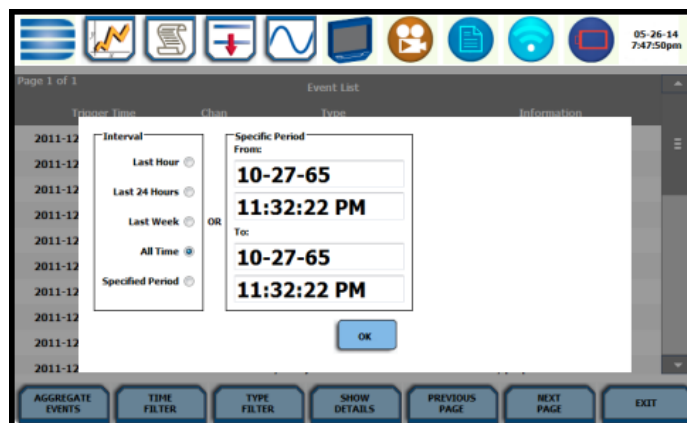 05-26-14
7:47:50pm
Page 1 of 1
Event List
Trigger Time Chan Type Information
2011-12
2011-12
2011-12
2011-12
2011-12
2011-12
2011-12
2011-12
2011-12
2011-12
Interval
Last Hour
Last 24 Hours
Last Week
All Time
Specified Period
OR
Specific Period
From:
10-27-65
11:32:22 PM
To:
10-27-65
11:32:22 PM
OK
AGGREGATE
EVENTS
TIME
FILTER
TYPE
FILTER
SHOW
DETAILS
PREVIOUS
PAGE
NEXT
PAGE
EXIT